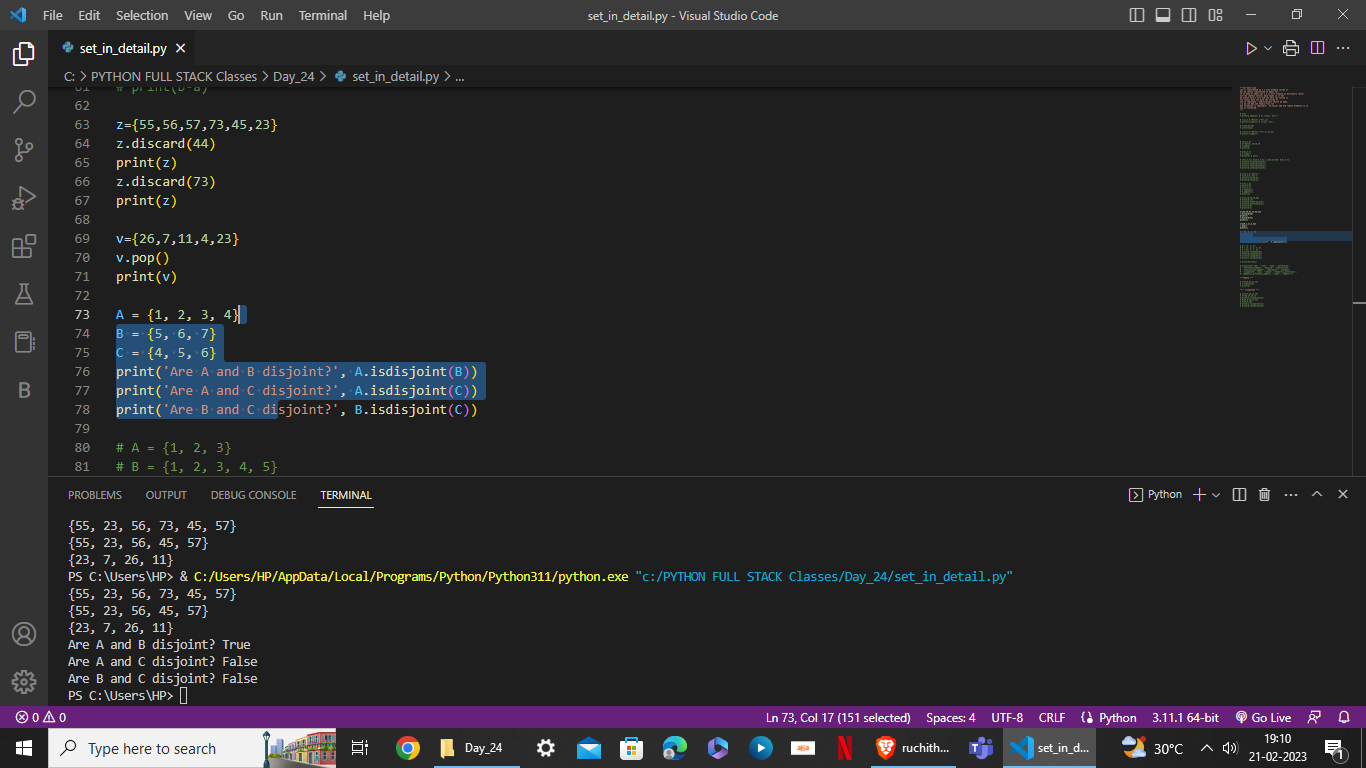 File Edit Selection View Go Run Terminal Help set_in_detail.py - Visual Studio Code
set_in_detail.py
C: > PYTHON FULL STACK Classes > Day_24 > set_in_detail.py > ...
61 # print(b-a)
62
63 z={55,56,57,73,45,23}
64 z.discard(44)
65 print(z)
66 z.discard(73)
67 print(z)
68
69 v={26,7,11,4,23}
70 v.pop()
71 print(v)
72
73 A = {1, 2, 3, 4}
74 B = {5, 6, 7}
75 C = {4, 5, 6}
76 print('Are A and B disjoint?', A.isdisjoint(B))
77 print('Are A and C disjoint?', A.isdisjoint(C))
78 print('Are B and C disjoint?', B.isdisjoint(C))
79
80 # A = {1, 2, 3}
81 # B = {1, 2, 3, 4, 5}
B
PROBLEMS OUTPUT DEBUG CONSOLE TERMINAL Python
{55, 23, 56, 73, 45, 57}
{55, 23, 56, 45, 57}
{23, 7, 26, 11}
PS C:\Users\HP> & C:/Users/HP/AppData/Local/Programs/Python/Python311/python.exe "c:/PYTHON FULL STACK Classes/Day_24/set_in_detail.py"
{55, 23, 56, 73, 45, 57}
{55, 23, 56, 45, 57}
{23, 7, 26, 11}
Are A and B disjoint? True
Are A and C disjoint? False
Are B and C disjoint? False
PS C:\Users\HP>
0 0 Ln 73, Col 17 (151 selected) Spaces: 4 UTF-8 CRLF Python 3.11.1 64-bit Go Live
Type here to search Day_24 ruchith... set_in_d... 30°C 19:10
21-02-2023 1